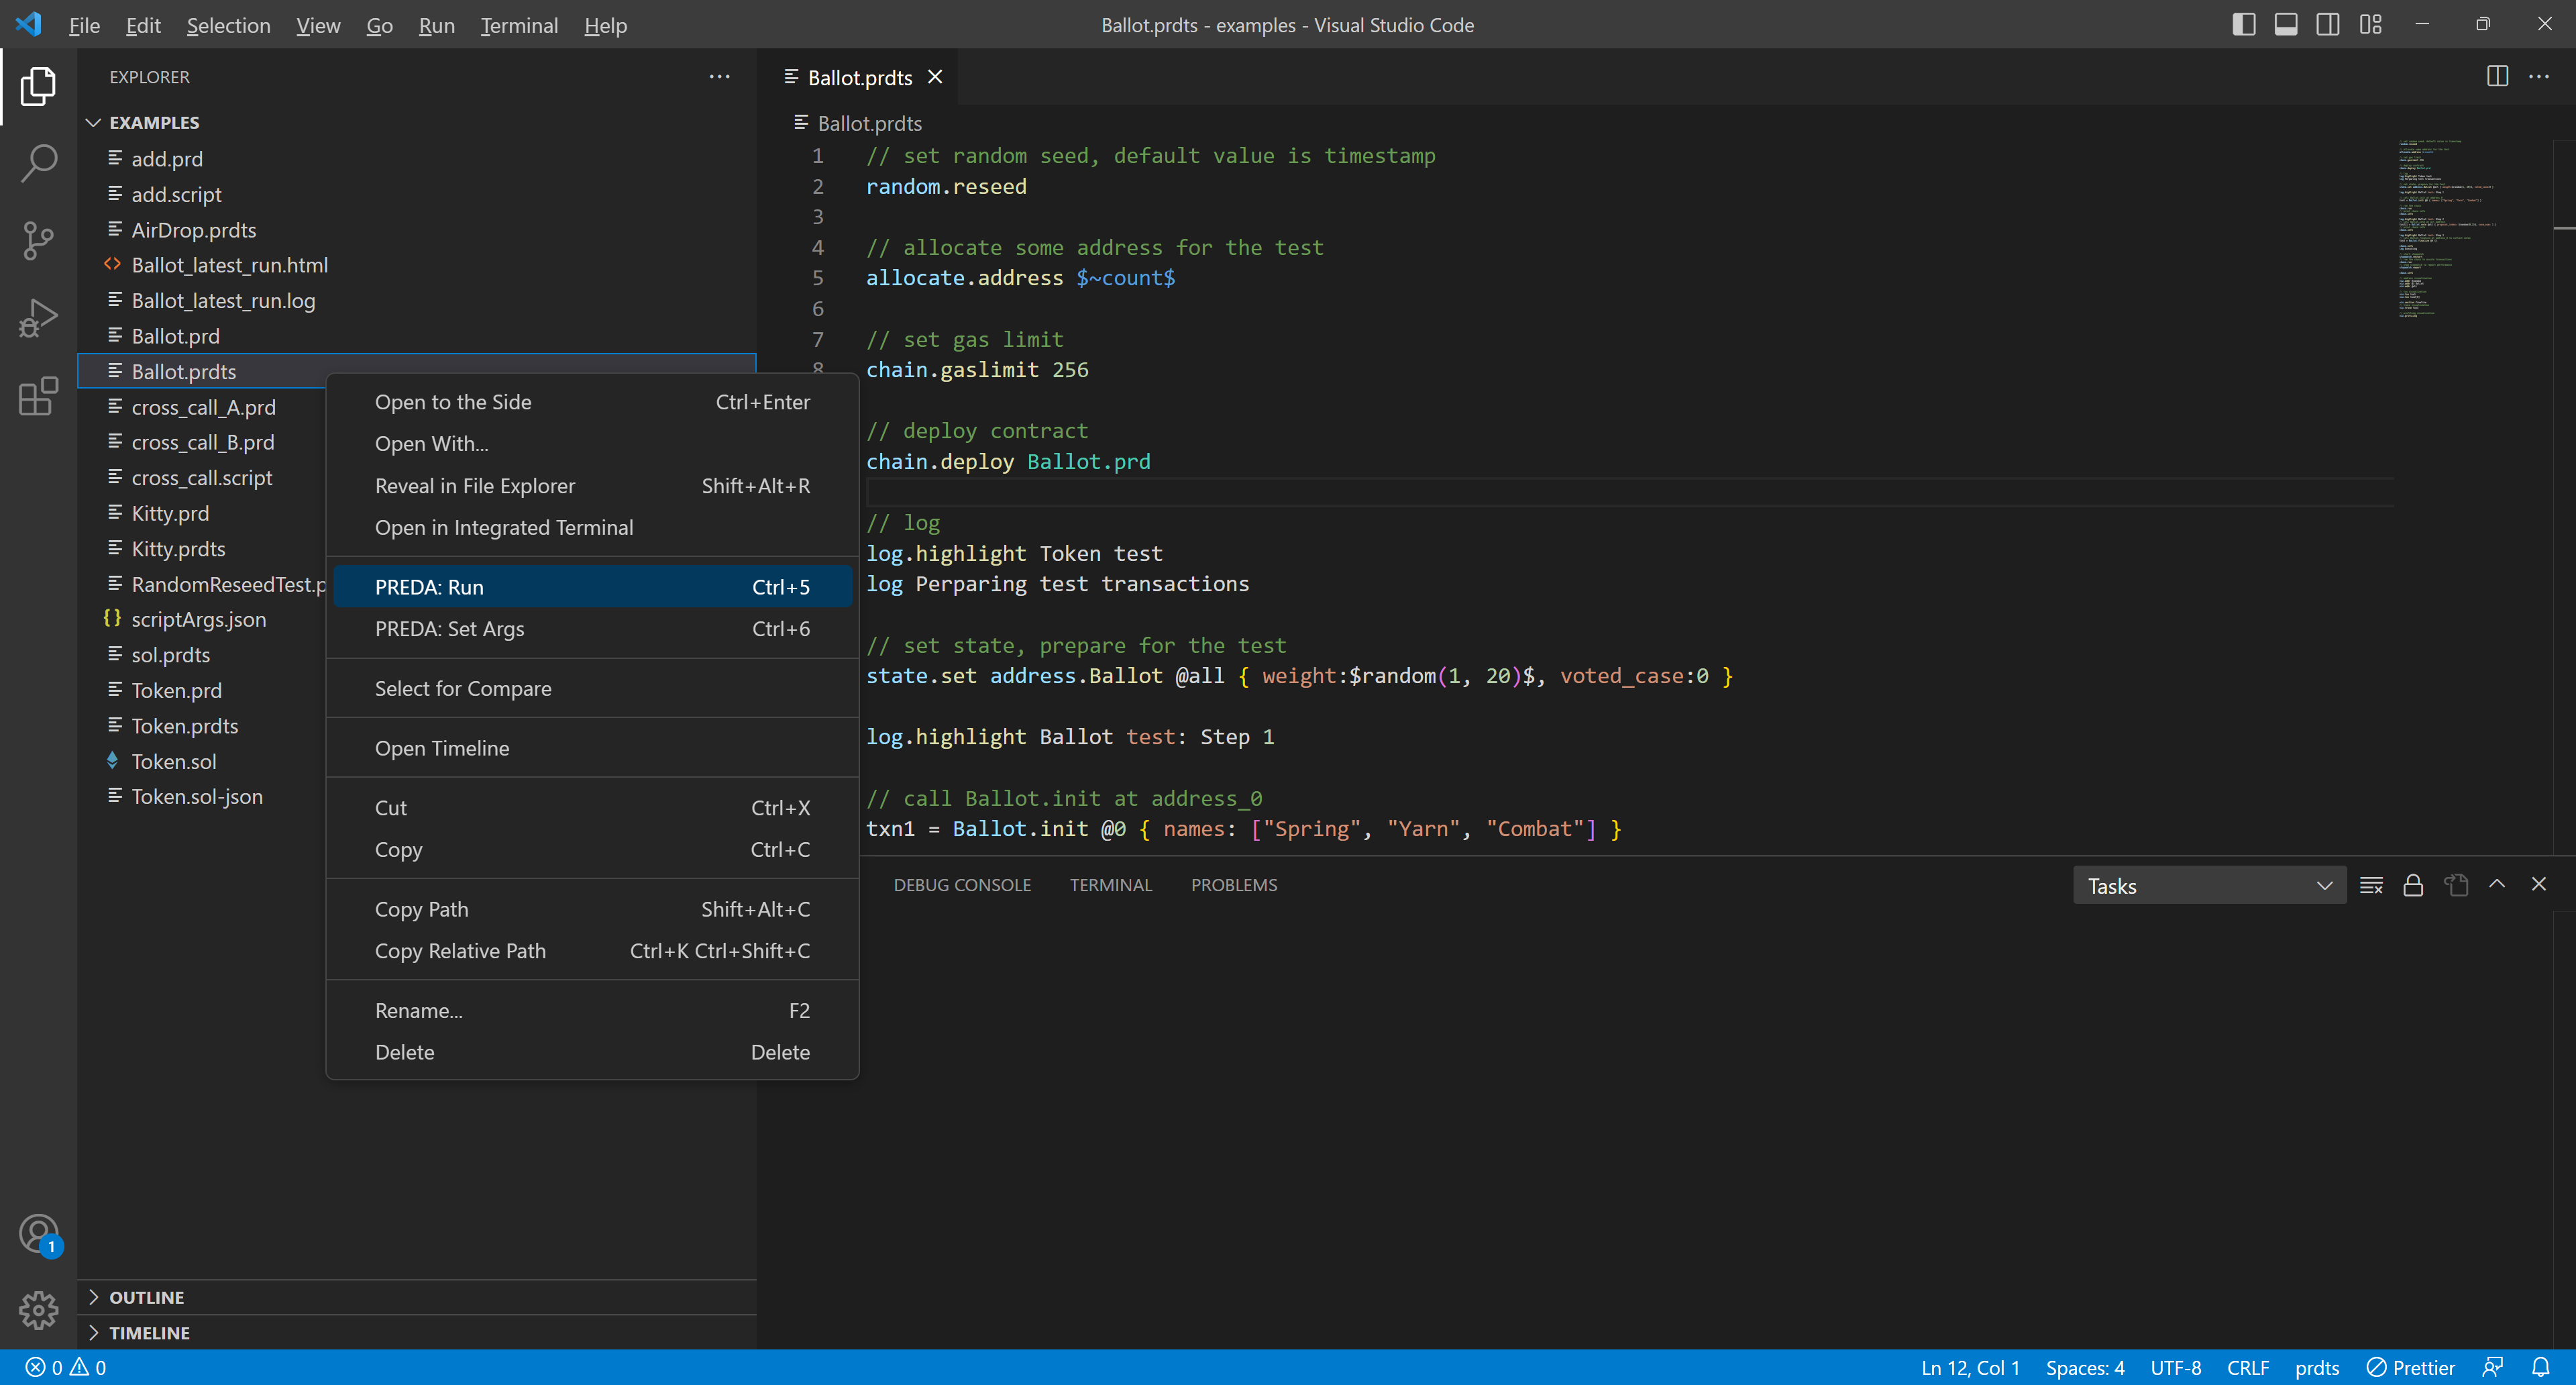 File Edit Selection View Go Run Terminal Help
Ballot.prdts - examples - Visual Studio Code
EXPLORER
EXAMPLES
add.prd
add.script
AirDrop.prdts
Ballot_latest_run.html
Ballot_latest_run.log
Ballot.prd
Ballot.prdts
cross_call_A.prd
cross_call_B.prd
cross_call.script
Kitty.prd
Kitty.prdts
RandomReseedTest.p
scriptArgs.json
sol.prdts
Token.prd
Token.prdts
Token.sol
Token.sol-json
OUTLINE
TIMELINE
1
Open to the Side Ctrl+Enter
Open With...
Reveal in File Explorer Shift+Alt+R
Open in Integrated Terminal
PREDA: Run Ctrl+5
PREDA: Set Args Ctrl+6
Select for Compare
Open Timeline
Cut Ctrl+X
Copy Ctrl+C
Copy Path Shift+Alt+C
Copy Relative Path Ctrl+K Ctrl+Shift+C
Rename... F2
Delete Delete
Ballot.prdts
Ballot.prdts
1 // set random seed, default value is timestamp
2 random.reseed
3
4 // allocate some address for the test
5 allocate.address $~count$
6
7 // set gas limit
8 chain.gaslimit 256
// deploy contract
chain.deploy Ballot.prd
// log
log.highlight Token test
log Perparing test transactions
// set state, prepare for the test
state.set address.Ballot @all { weight:$random(1, 20)$, voted_case:0 }
log.highlight Ballot test: Step 1
// call Ballot.init at address_0
txn1 = Ballot.init @0 { names: ["Spring", "Yarn", "Combat"] }
DEBUG CONSOLE TERMINAL PROBLEMS
Tasks
0 0
Ln 12, Col 1 Spaces: 4 UTF-8 CRLF prdts Prettier